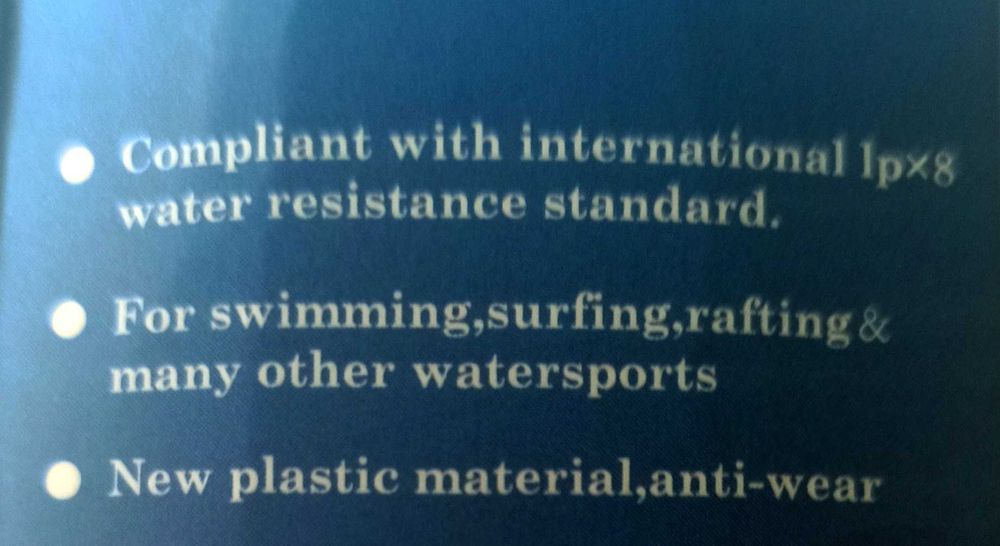 Compliant with international lp×8
water resistance standard.
For swimming,surfing,rafting&
many other watersports
New plastic material,anti-wear